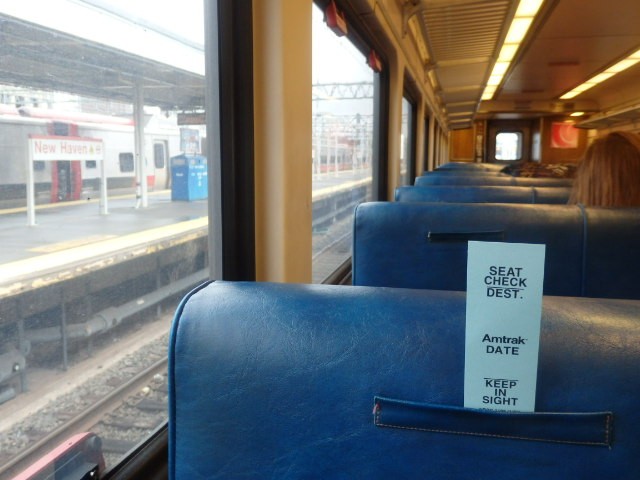 New Haven
SEAT
CHECK
DEST.
Amtrak
DATE
KEEP
IN
SIGHT